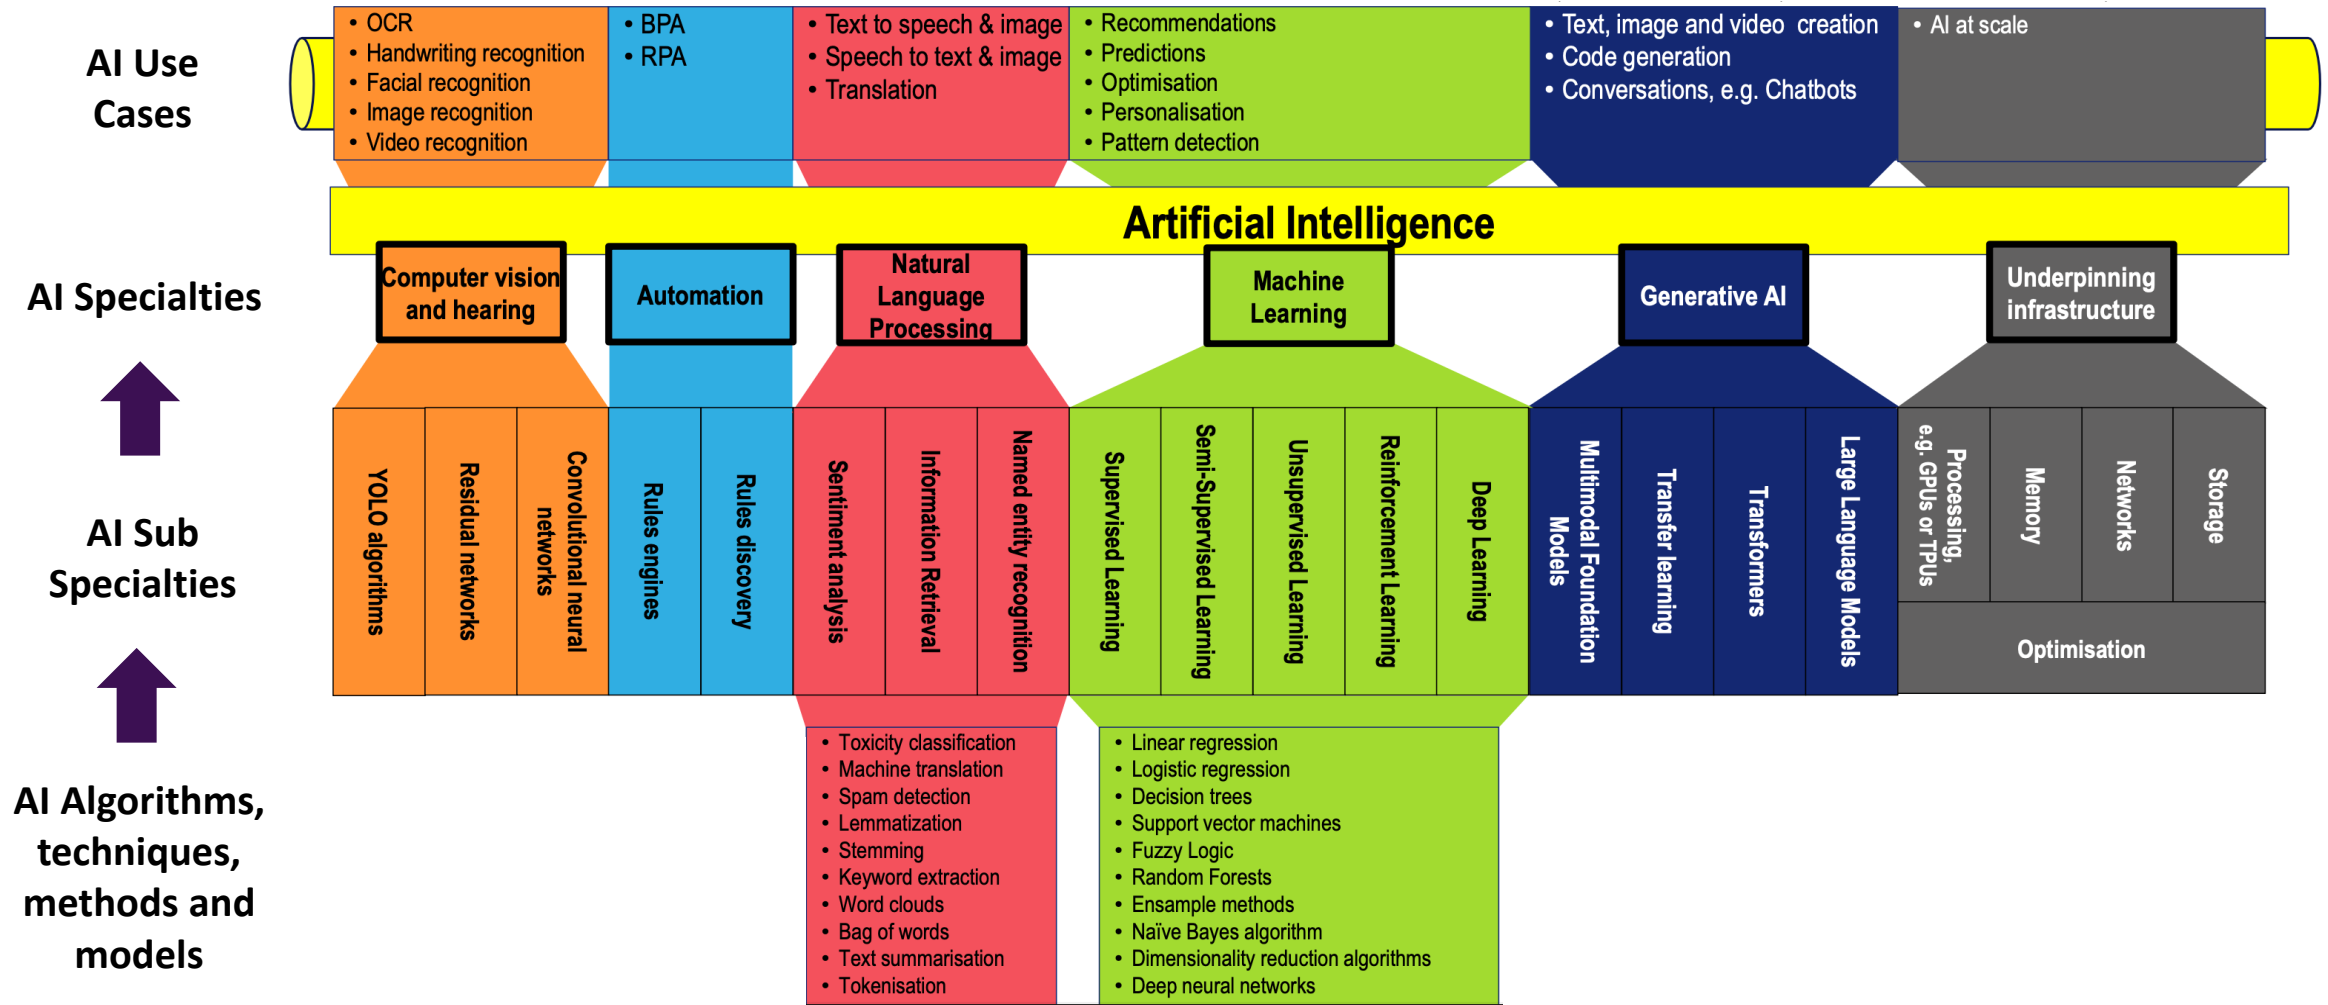 AI Use
Cases
• OCR
• Handwriting recognition
• Facial recognition
• Image recognition
• Video recognition
• BPA
• RPA
• Text to speech & image
• Speech to text & image
• Translation
• Recommendations
• Predictions
• Optimisation
• Personalisation
• Pattern detection
• Text, image and video creation
• Code generation
• Conversations, e.g. Chatbots
• AI at scale
Artificial Intelligence
AI Specialties
Computer vision
and hearing
Automation
Natural
Language
Processing
Machine
Learning
Generative AI
Underpinning
infrastructure
AI Sub
Specialties
YOLO algorithms
Residual networks
Convolutional neural
networks
Rules engines
Rules discovery
Sentiment analysis
Information Retrieval
Named entity recognition
Supervised Learning
Semi-Supervised Learning
Unsupervised Learning
Reinforcement Learning
Deep Learning
Multimodal Foundation
Models
Transfer learning
Transformers
Large Language Models
Processing,
e.g. GPUs or TPUs
Memory
Networks
Storage
Optimisation
AI Algorithms,
techniques,
methods and
models
• Toxicity classification
• Machine translation
• Spam detection
• Lemmatization
• Stemming
• Keyword extraction
• Word clouds
• Bag of words
• Text summarisation
• Tokenisation
• Linear regression
• Logistic regression
• Decision trees
• Support vector machines
• Fuzzy Logic
• Random Forests
• Ensample methods
• Naïve Bayes algorithm
• Dimensionality reduction algorithms
• Deep neural networks